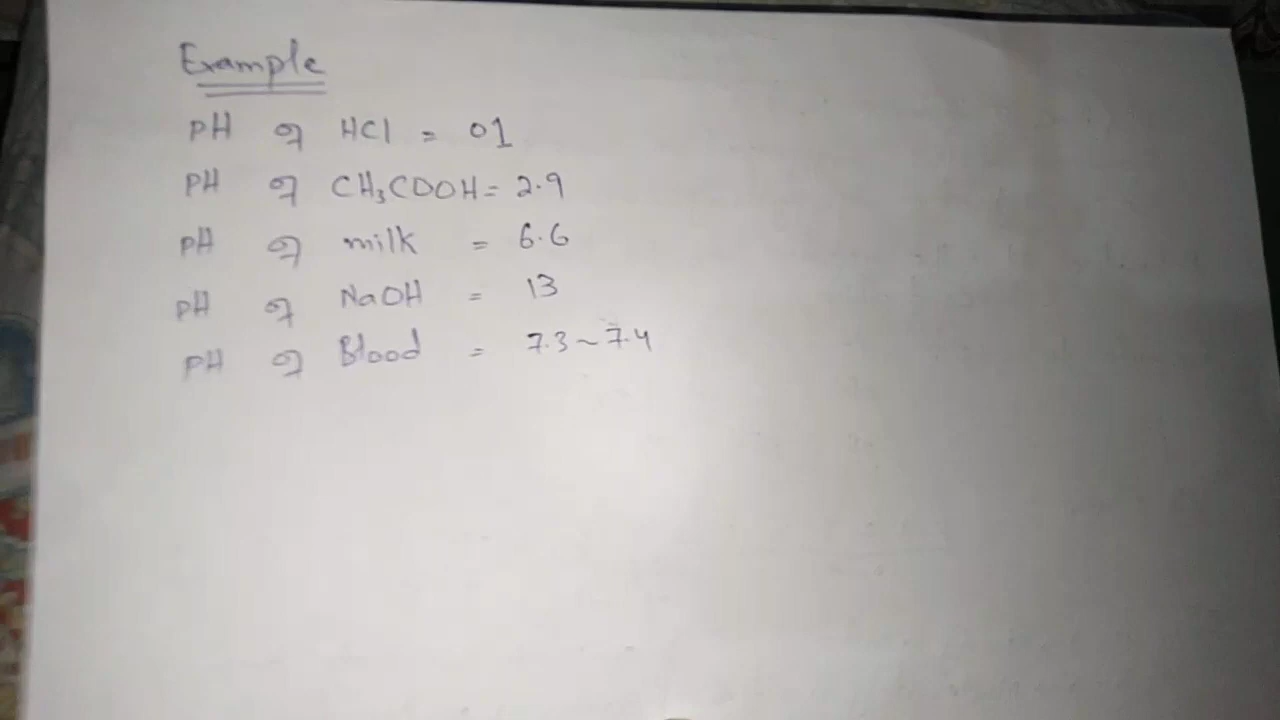 Example
PH of HCl = 01
PH of CH₃COOH = 2.9
PH of milk = 6.6
PH of NaOH = 13
PH of Blood = 7.3 ~ 7.4